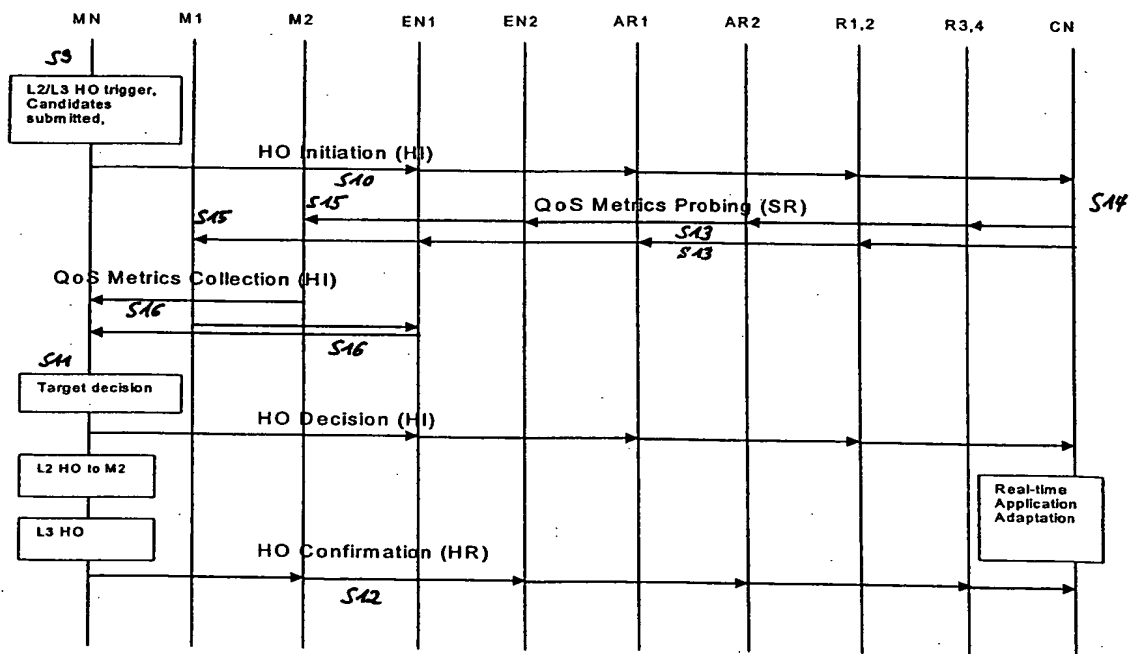 MN M1 M2 EN1 EN2 AR1 AR2 R1,2 R3,4 CN
S9
L2/L3 HO trigger,
Candidates
submitted,
HO Initiation (HI)
S10
S14
S15
S15
QoS Metrics Probing (SR)
S13
S13
QoS Metrics Collection (HI)
S16
S16
S11
Target decision
HO Decision (HI)
L2 HO to M2
Real-time
Application
Adaptation
L3 HO
HO Confirmation (HR)
S12